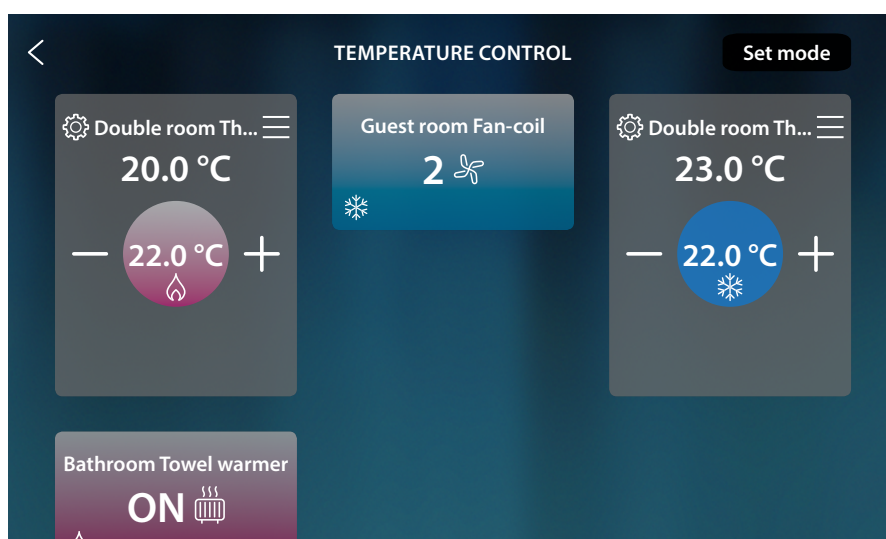 TEMPERATURE CONTROL
Set mode
Double room Th...
20.0 °C
22.0 °C
Guest room Fan-coil
2
Double room Th...
23.0 °C
22.0 °C
Bathroom Towel warmer
ON